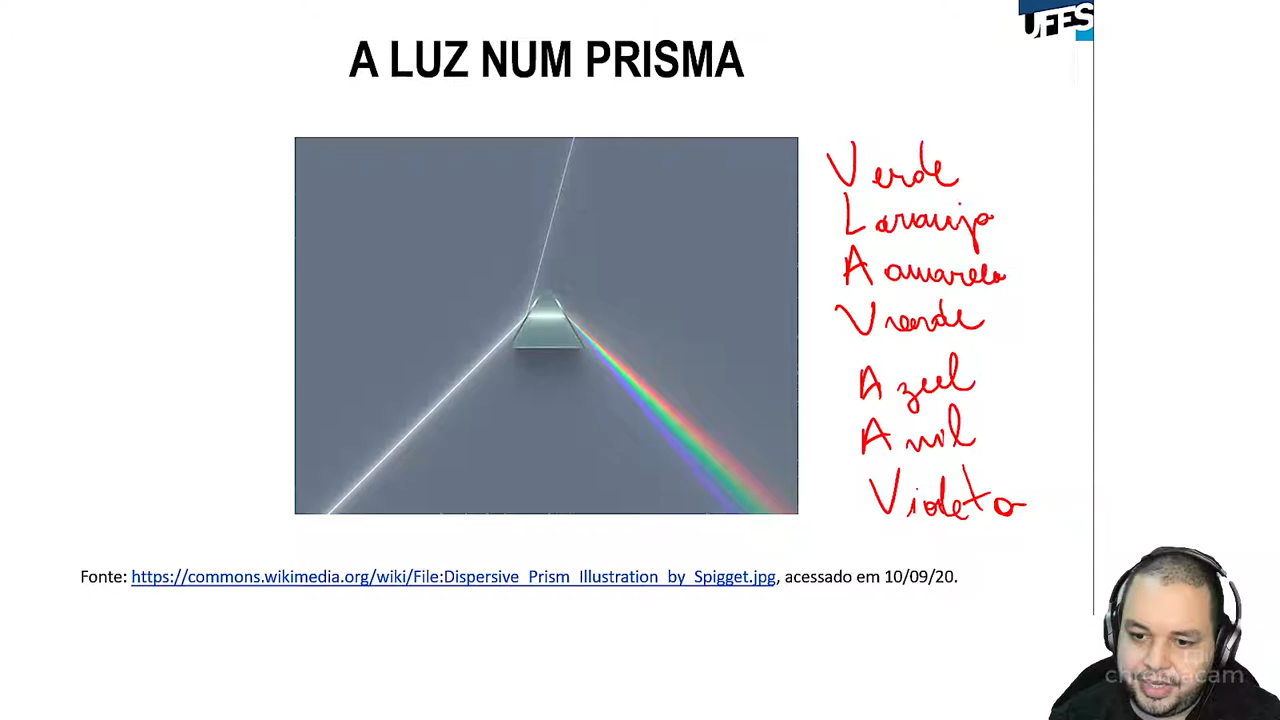 UFES
A LUZ NUM PRISMA
Verde
Laranja
A amarelo
Verde
Azul
Anil
Violeta
Fonte: https://commons.wikimedia.org/wiki/File:Dispersive_Prism_Illustration_by_Spigget.jpg, acessado em 10/09/20.
chromacam